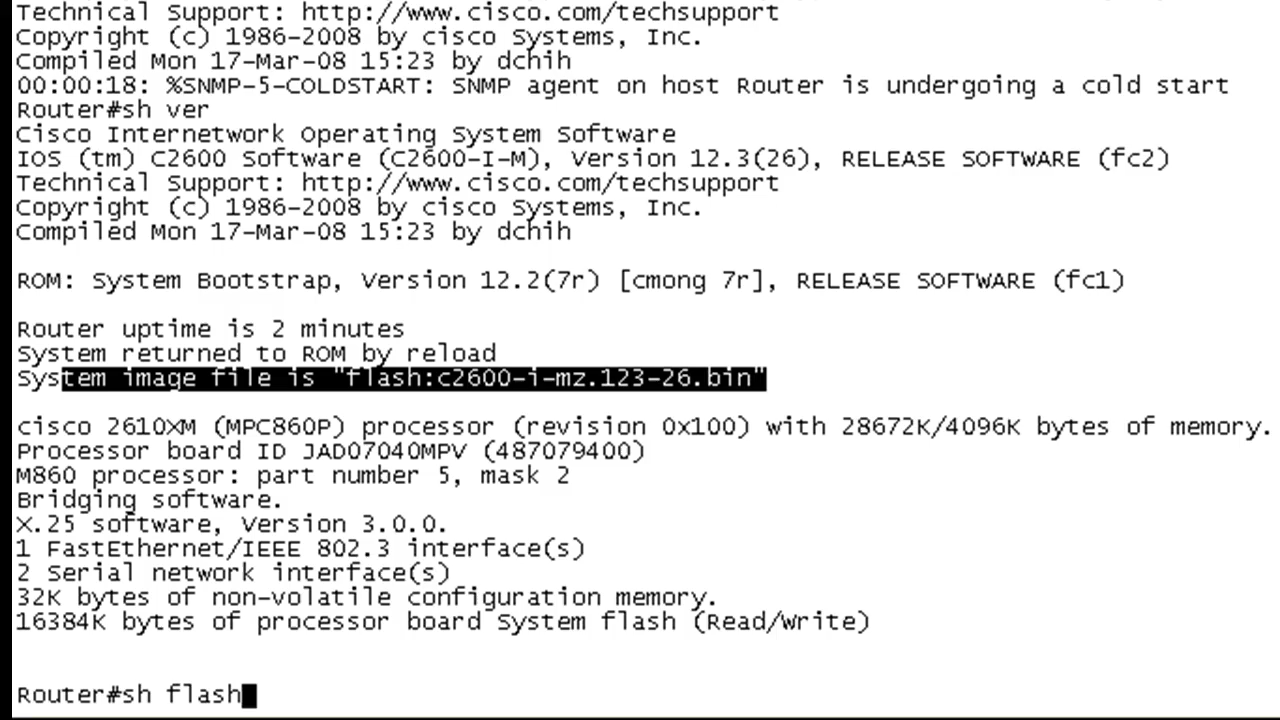 Technical Support: http://www.cisco.com/techsupport
Copyright (c) 1986-2008 by cisco Systems, Inc.
Compiled Mon 17-Mar-08 15:23 by dchih
00:00:18: %SNMP-5-COLDSTART: SNMP agent on host Router is undergoing a cold start
Router#sh ver
Cisco Internetwork Operating System Software
IOS (tm) C2600 Software (C2600-I-M), Version 12.3(26), RELEASE SOFTWARE (fc2)
Technical Support: http://www.cisco.com/techsupport
Copyright (c) 1986-2008 by cisco Systems, Inc.
Compiled Mon 17-Mar-08 15:23 by dchih
ROM: System Bootstrap, Version 12.2(7r) [cmong 7r], RELEASE SOFTWARE (fc1)
Router uptime is 2 minutes
System returned to ROM by reload
System image file is "flash:c2600-i-mz.123-26.bin"
cisco 2610XM (MPC860P) processor (revision 0x100) with 28672K/4096K bytes of memory.
Processor board ID JAD07040MPV (487079400)
M860 processor: part number 5, mask 2
Bridging software.
X.25 software, Version 3.0.0.
1 FastEthernet/IEEE 802.3 interface(s)
2 Serial network interface(s)
32K bytes of non-volatile configuration memory.
16384K bytes of processor board System flash (Read/Write)
Router#sh flash